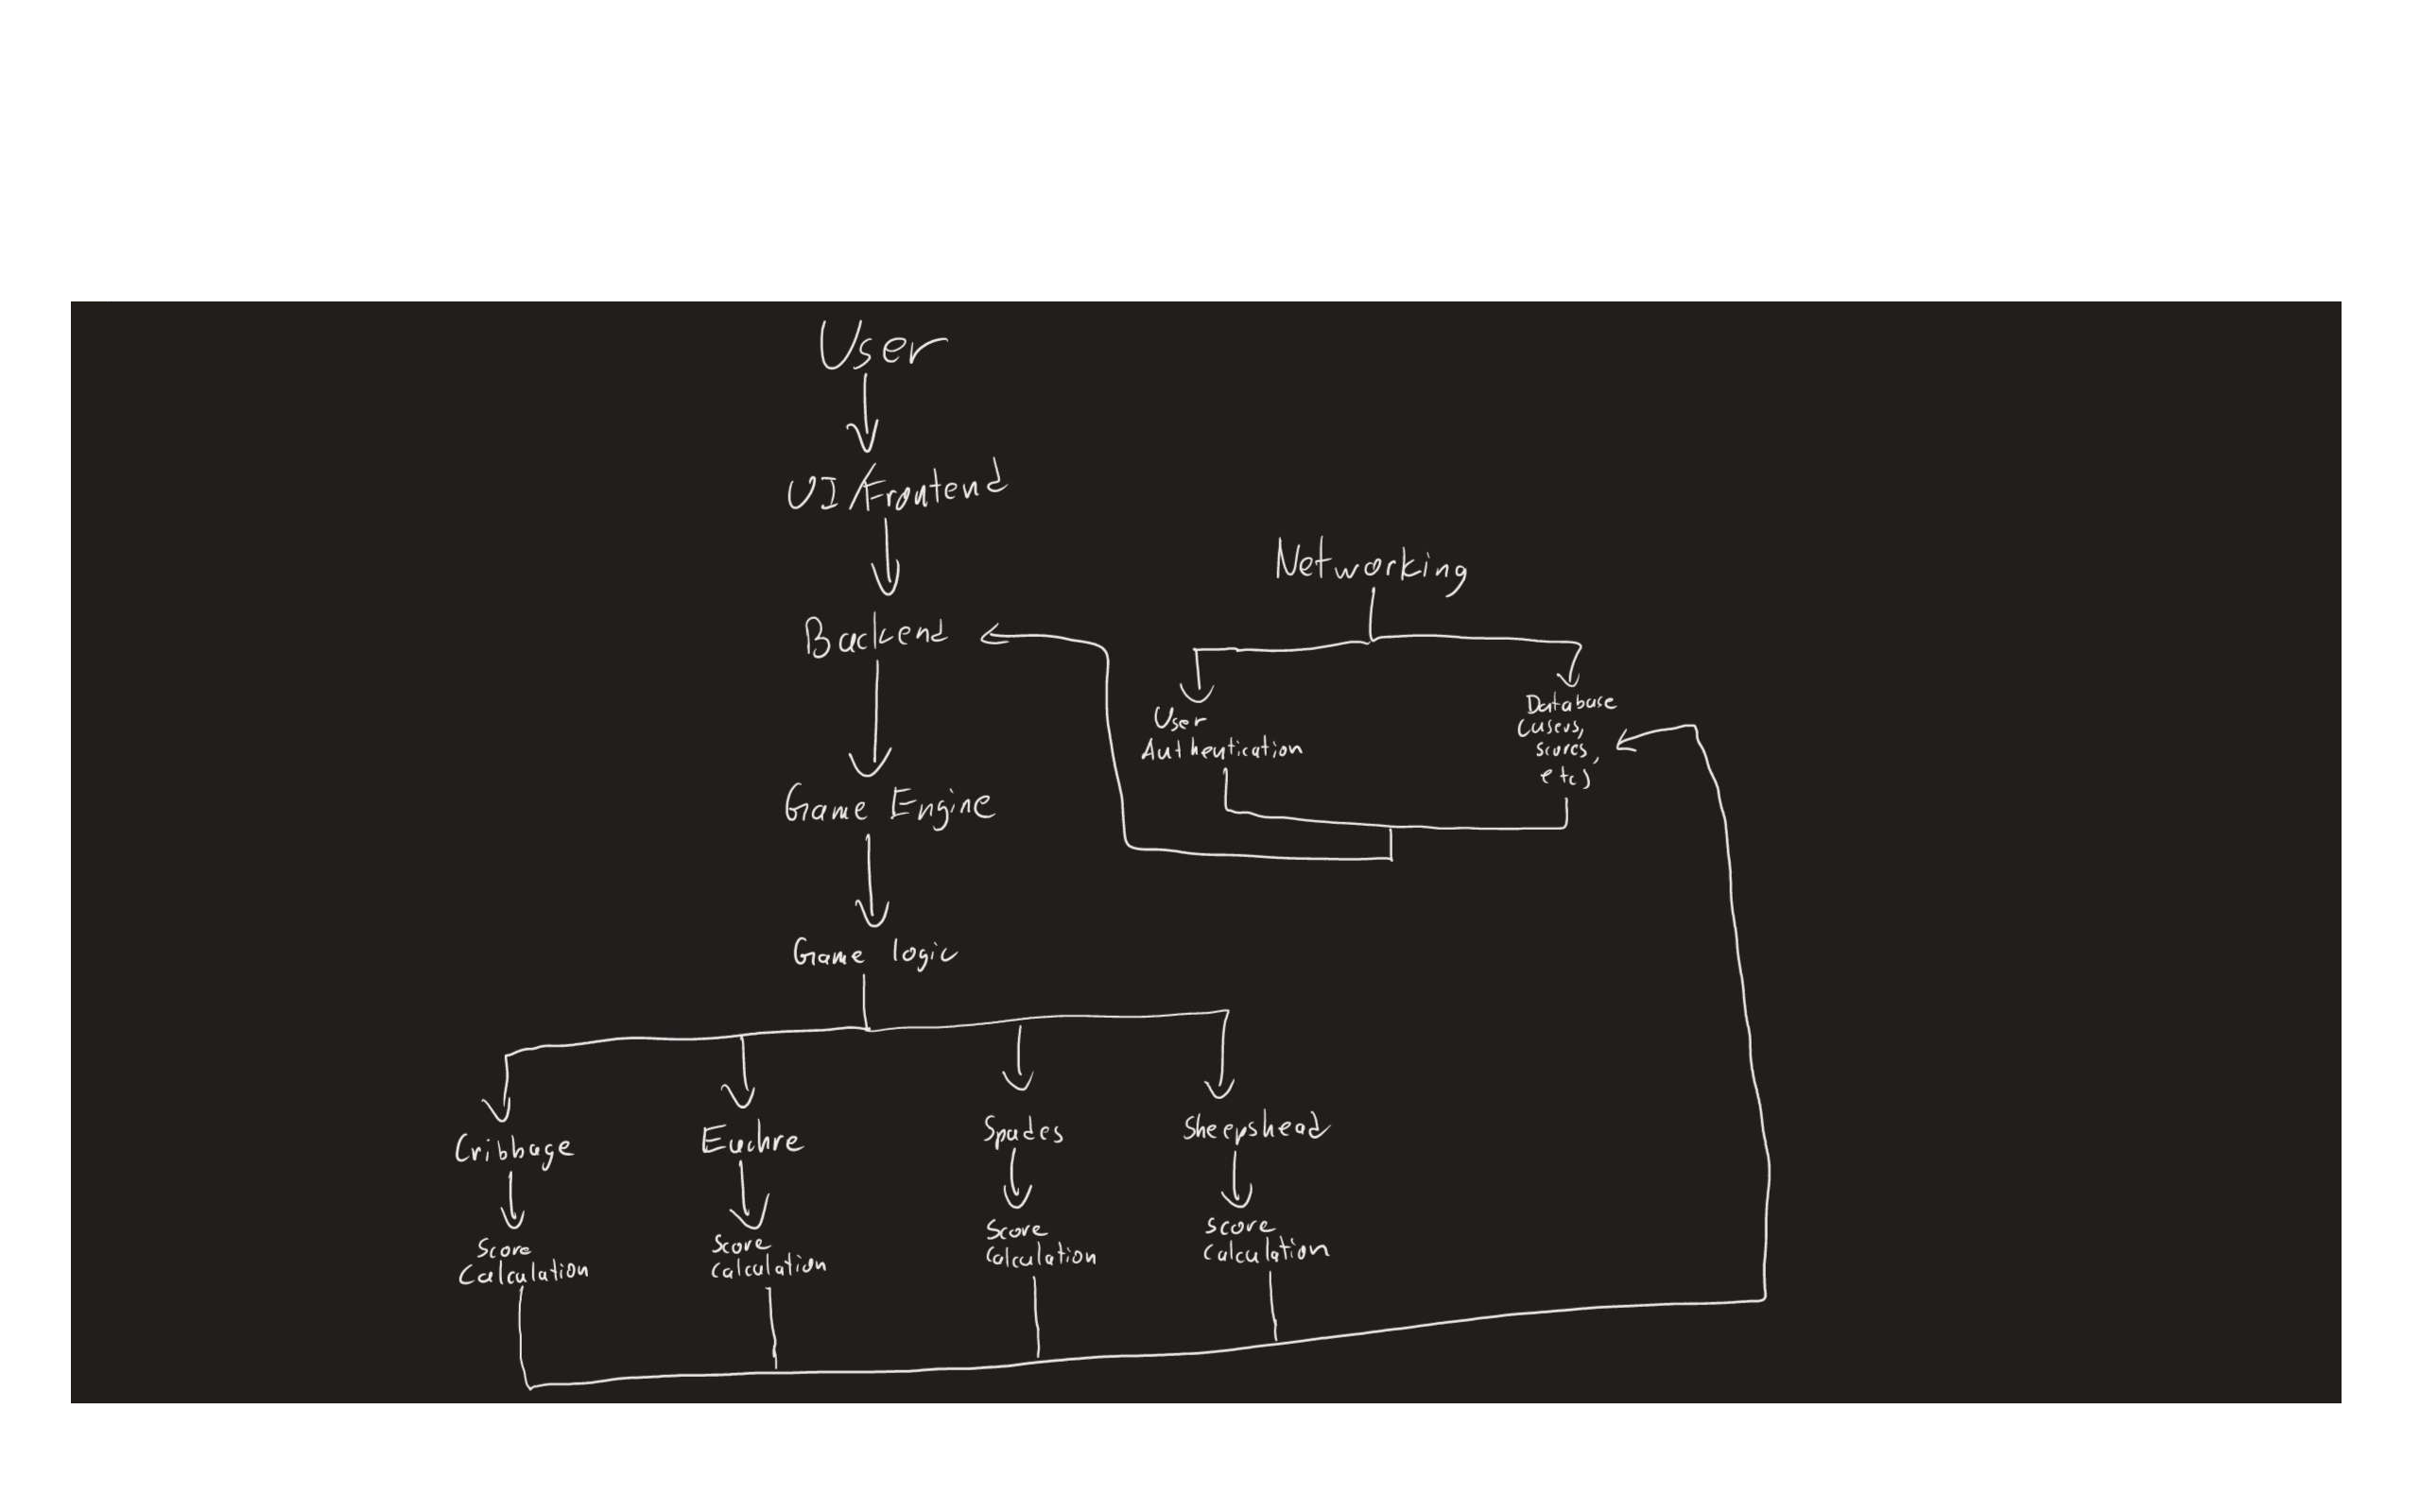 User
UI/Frontend
Networking
Backend
User
Authentication
Database
(users,
scores,
etc)
Game Engine
Game logic
Cribbage
Euchre
Spades
Sheepshead
Score
Calculation
Score
Calculation
Score
Calculation
Score
Calculation